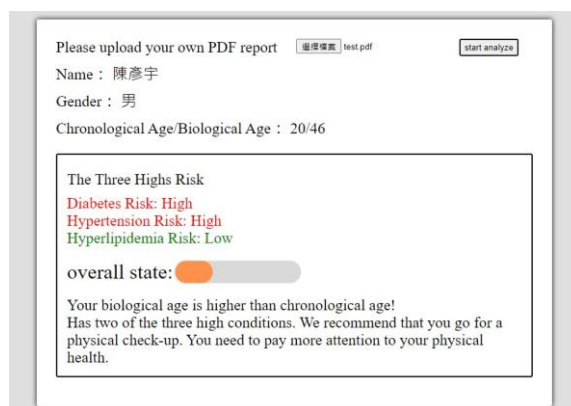 Please upload your own PDF report 選擇檔案 test.pdf start analyze
Name： 陳彥宇
Gender： 男
Chronological Age/Biological Age： 20/46
The Three Highs Risk
Diabetes Risk: High
Hypertension Risk: High
Hyperlipidemia Risk: Low
overall state:
Your biological age is higher than chronological age!
Has two of the three high conditions. We recommend that you go for a
physical check-up. You need to pay more attention to your physical
health.